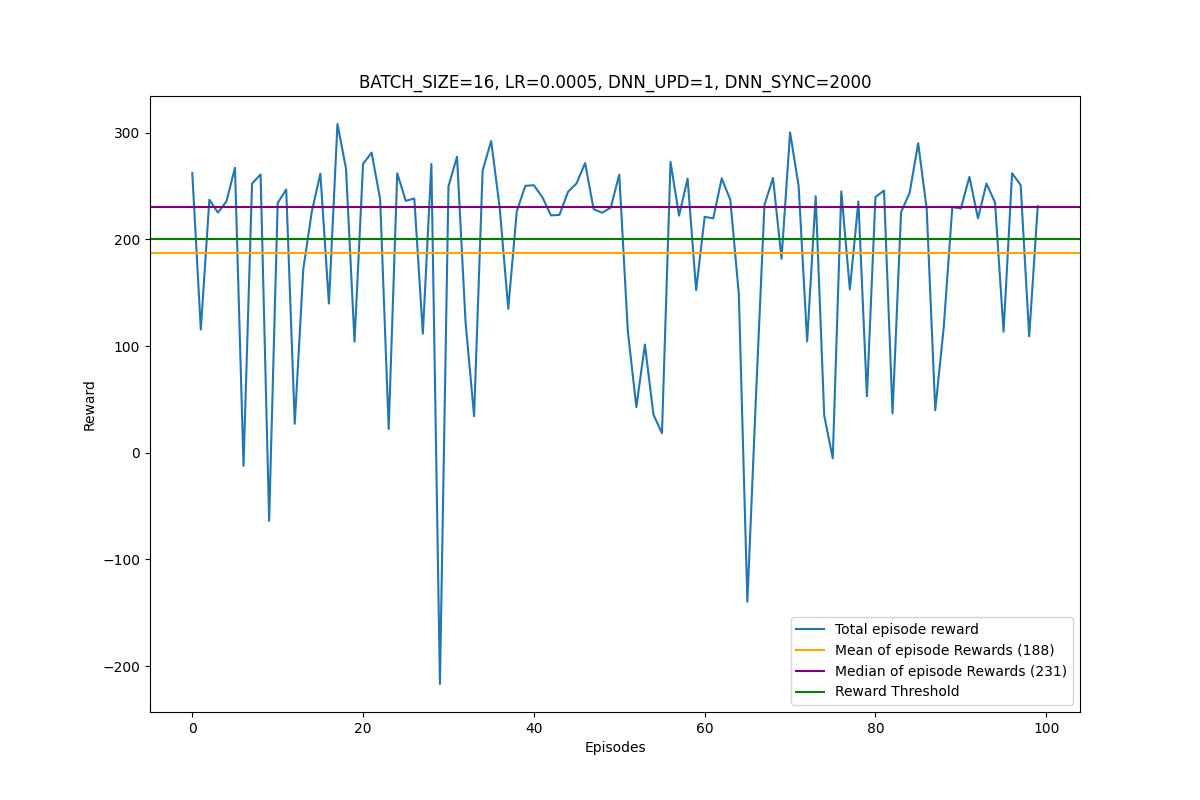 BATCH_SIZE=16, LR=0.0005, DNN_UPD=1, DNN_SYNC=2000
300
200
100
0
−100
−200
Reward
0
20
40
60
80
100
Episodes
Total episode reward
Mean of episode Rewards (188)
Median of episode Rewards (231)
Reward Threshold